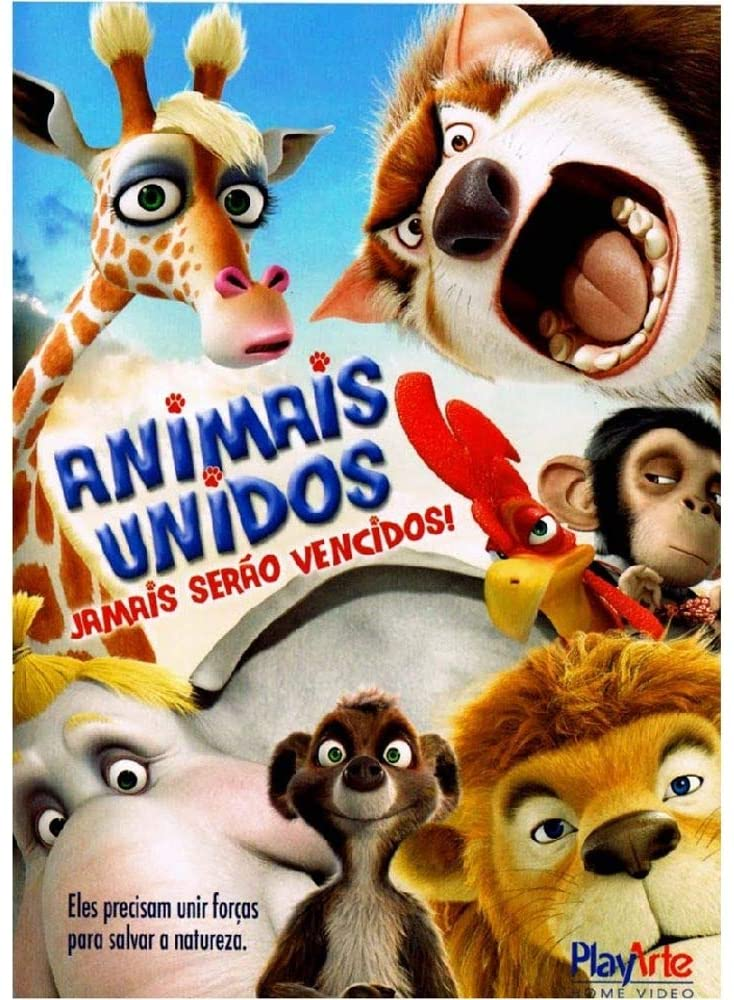 ANIMAIS
UNIDOS
JAMAIS SERÃO VENCIDOS!
Eles precisam unir forças
para salvar a natureza.
PlayArte
HOME VIDEO